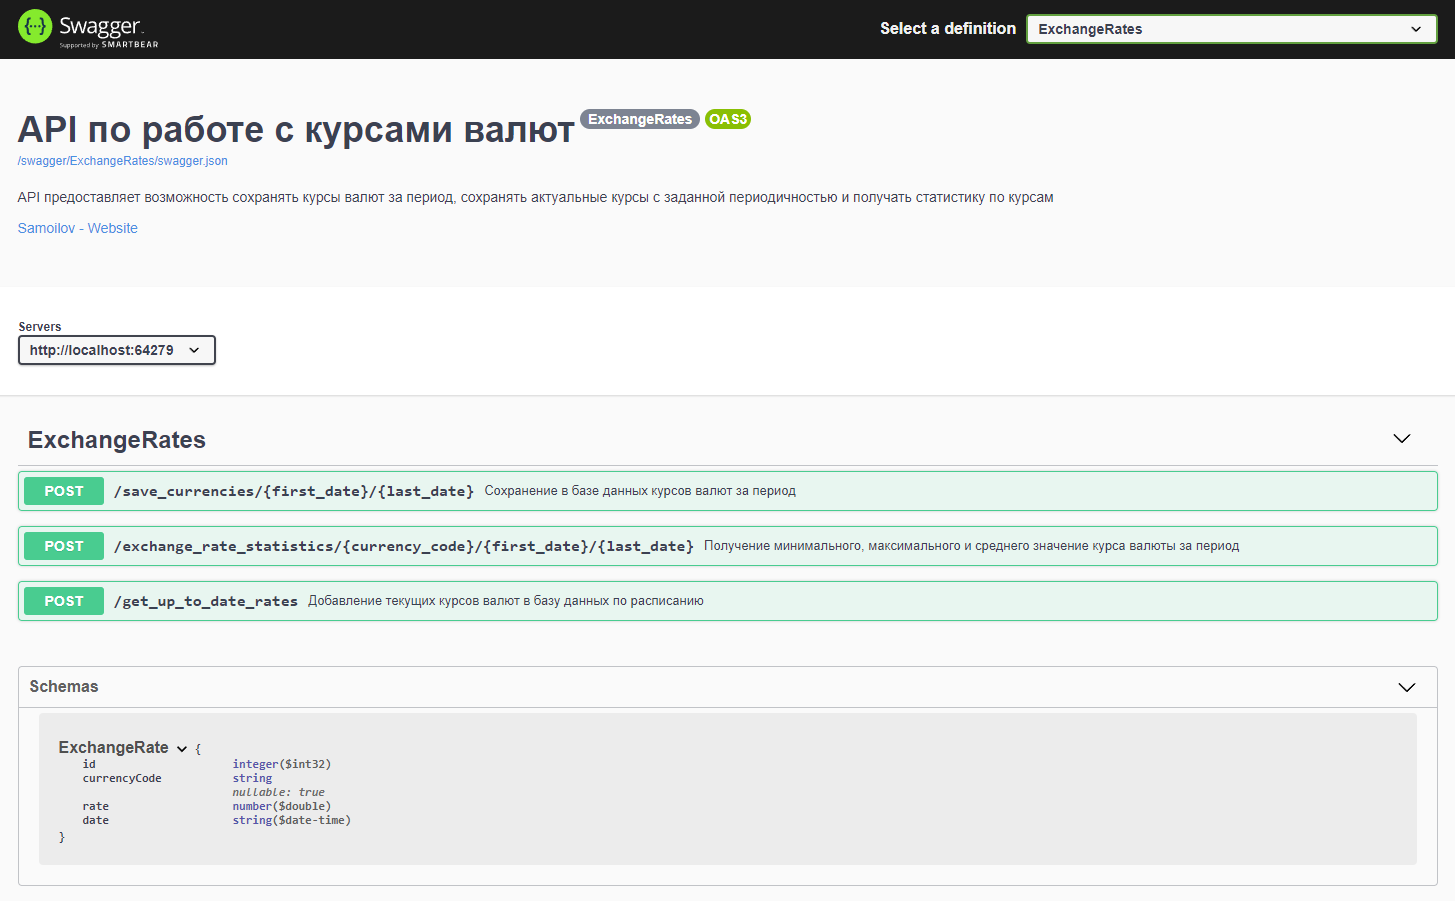 Swagger
Supported by SMARTBEAR
Select a definition
ExchangeRates
API по работе с курсами валют
ExchangeRates
OAS3
/swagger/ExchangeRates/swagger.json
API предоставляет возможность сохранять курсы валют за период, сохранять актуальные курсы с заданной периодичностью и получать статистику по курсам
Samoilov - Website
Servers
http://localhost:64279
ExchangeRates
POST /save_currencies/{first_date}/{last_date} Сохранение в базе данных курсов валют за период
POST /exchange_rate_statistics/{currency_code}/{first_date}/{last_date} Получение минимального, максимального и среднего значение курса валюты за период
POST /get_up_to_date_rates Добавление текущих курсов валют в базу данных по расписанию
Schemas
ExchangeRate {
id integer($int32)
currencyCode string
nullable: true
rate number($double)
date string($date-time)
}